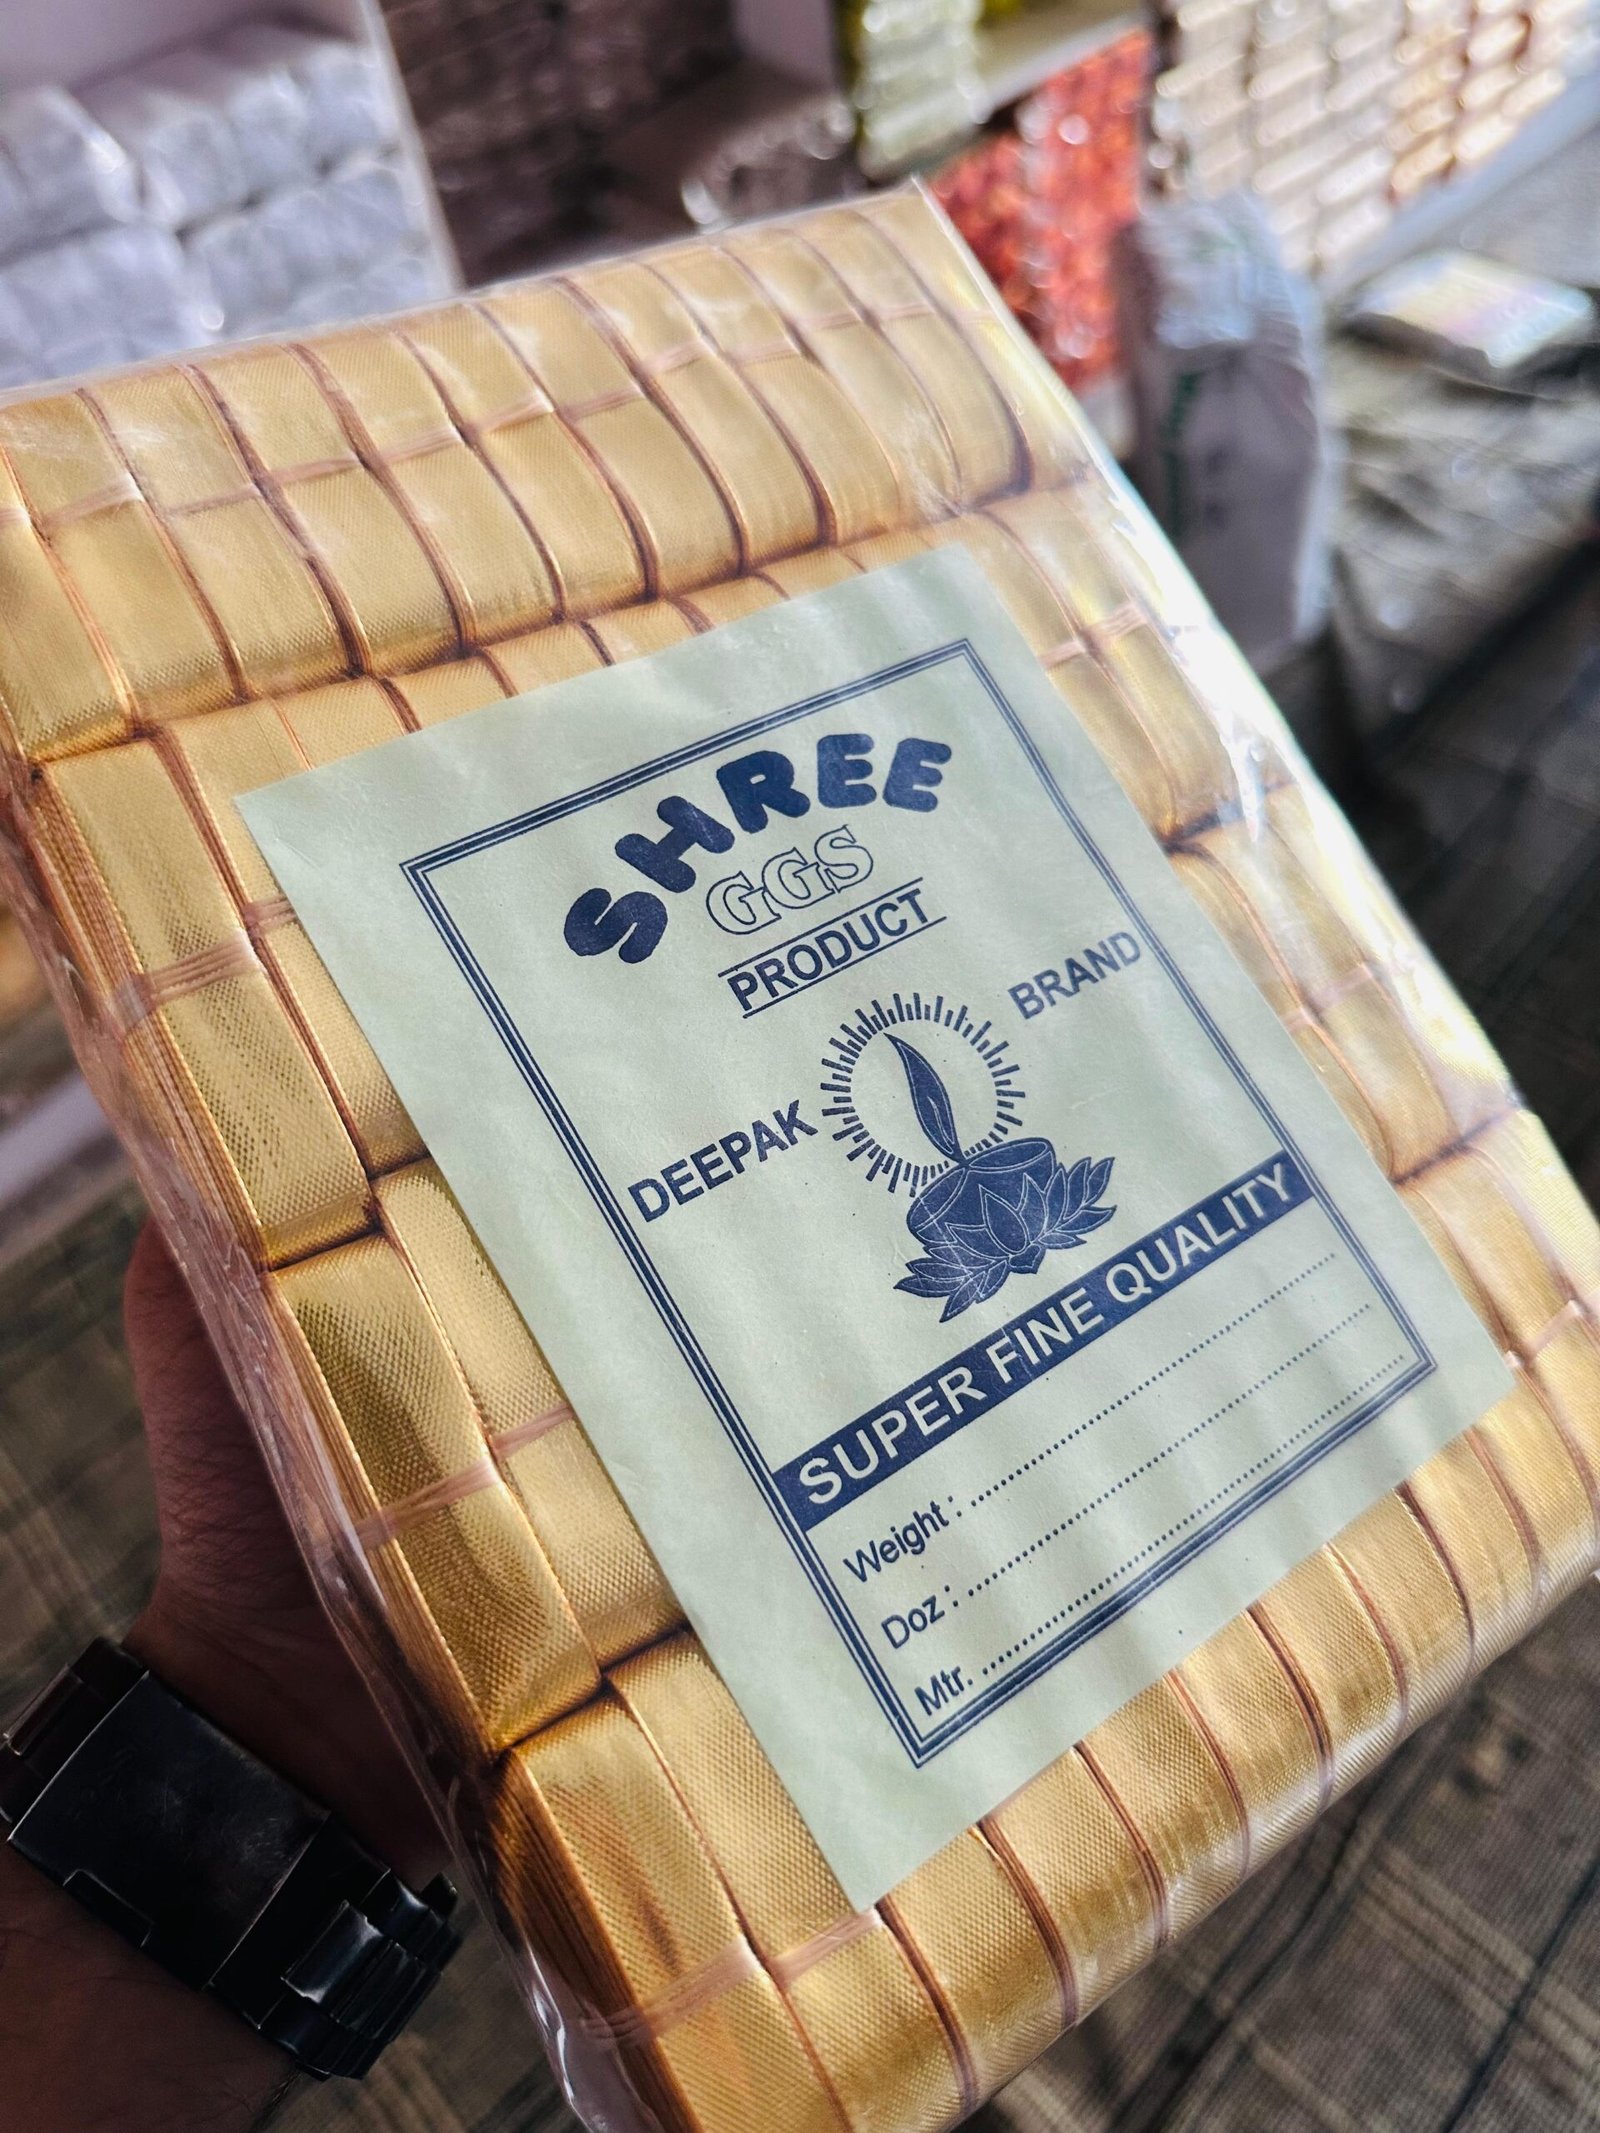 SHREE
GGS
PRODUCT
DEEPAK BRAND
SUPER FINE QUALITY
Weight : ........................................
Doz : ........................................
Mtr. ........................................